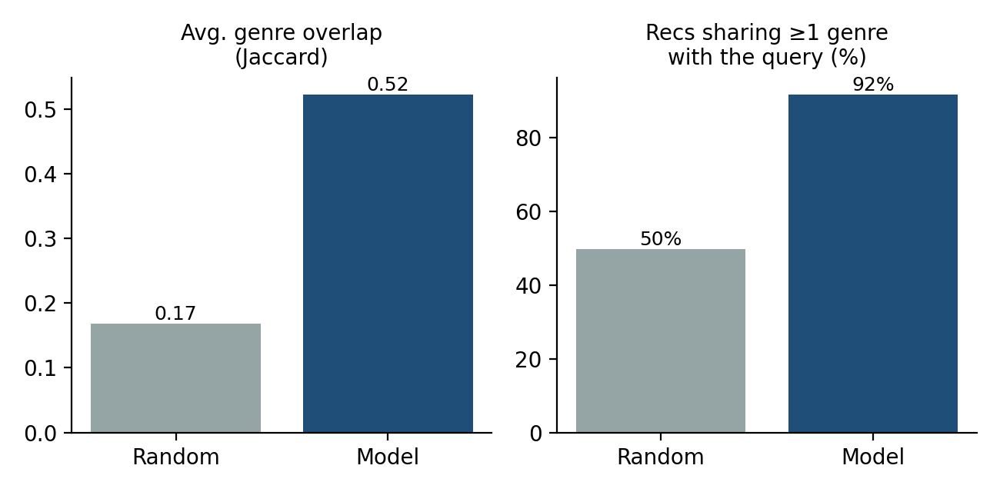 Avg. genre overlap
(Jaccard)
0.52
0.5
0.4
0.3
0.2
0.17
0.1
0.0
Random
Model
Recs sharing ≥1 genre
with the query (%)
92%
80
60
50%
40
20
0
Random
Model